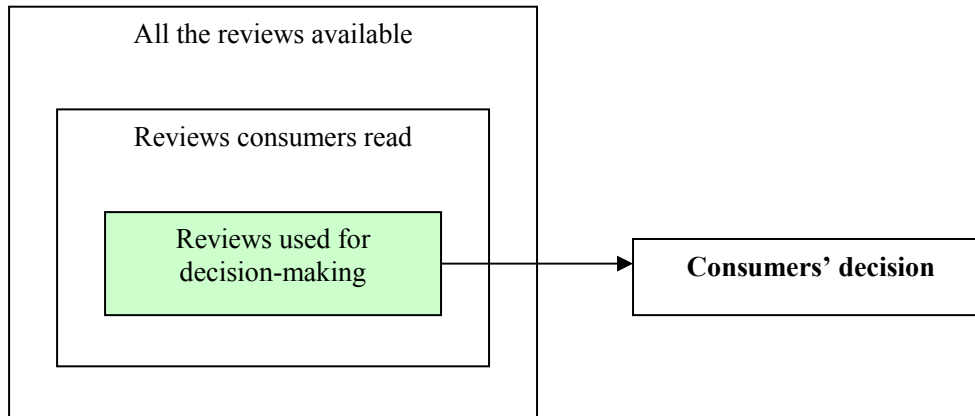 All the reviews available
Reviews consumers read
Reviews used for
decision-making
Consumers’ decision